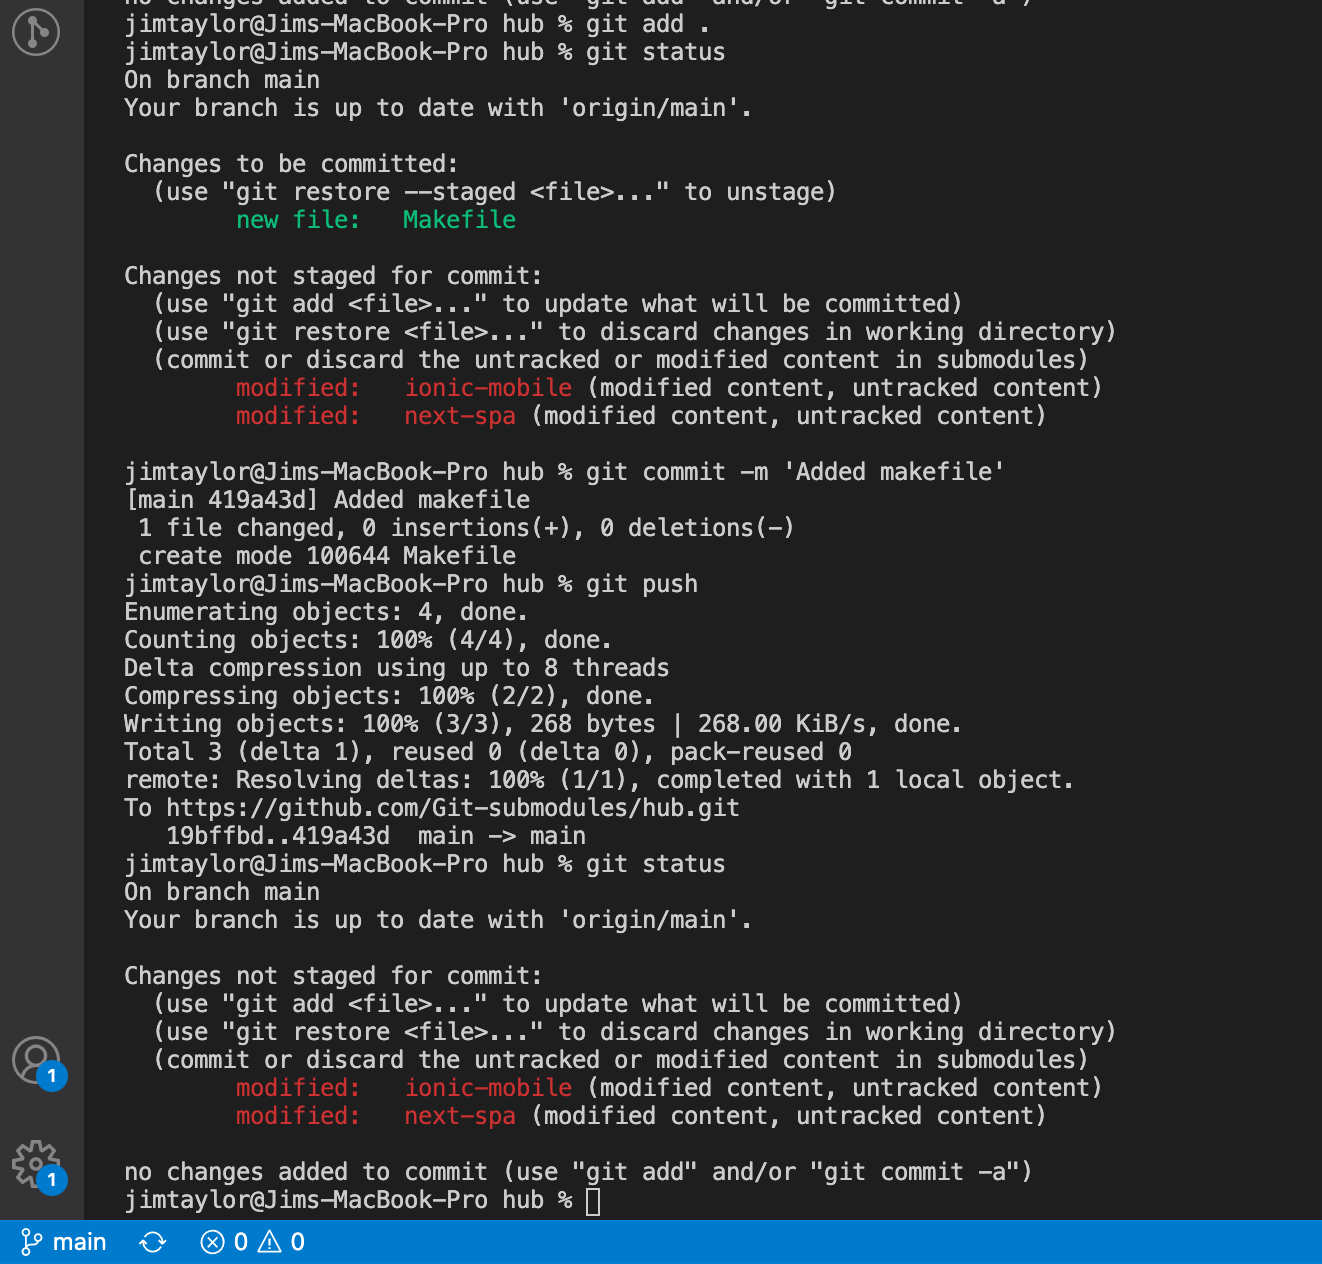 no changes added to commit (use "git add" and/or "git commit -a")
jimtaylor@Jims-MacBook-Pro hub % git add .
jimtaylor@Jims-MacBook-Pro hub % git status
On branch main
Your branch is up to date with 'origin/main'.
Changes to be committed:
(use "git restore --staged <file>..." to unstage)
new file: Makefile
Changes not staged for commit:
(use "git add <file>..." to update what will be committed)
(use "git restore <file>..." to discard changes in working directory)
(commit or discard the untracked or modified content in submodules)
modified: ionic-mobile (modified content, untracked content)
modified: next-spa (modified content, untracked content)
jimtaylor@Jims-MacBook-Pro hub % git commit -m 'Added makefile'
[main 419a43d] Added makefile
1 file changed, 0 insertions(+), 0 deletions(-)
create mode 100644 Makefile
jimtaylor@Jims-MacBook-Pro hub % git push
Enumerating objects: 4, done.
Counting objects: 100% (4/4), done.
Delta compression using up to 8 threads
Compressing objects: 100% (2/2), done.
Writing objects: 100% (3/3), 268 bytes | 268.00 KiB/s, done.
Total 3 (delta 1), reused 0 (delta 0), pack-reused 0
remote: Resolving deltas: 100% (1/1), completed with 1 local object.
To https://github.com/Git-submodules/hub.git
19bffbd..419a43d main -> main
jimtaylor@Jims-MacBook-Pro hub % git status
On branch main
Your branch is up to date with 'origin/main'.
Changes not staged for commit:
(use "git add <file>..." to update what will be committed)
(use "git restore <file>..." to discard changes in working directory)
(commit or discard the untracked or modified content in submodules)
1
modified: ionic-mobile (modified content, untracked content)
modified: next-spa (modified content, untracked content)
no changes added to commit (use "git add" and/or "git commit -a")
1
jimtaylor@Jims-MacBook-Pro hub %
main 0 0